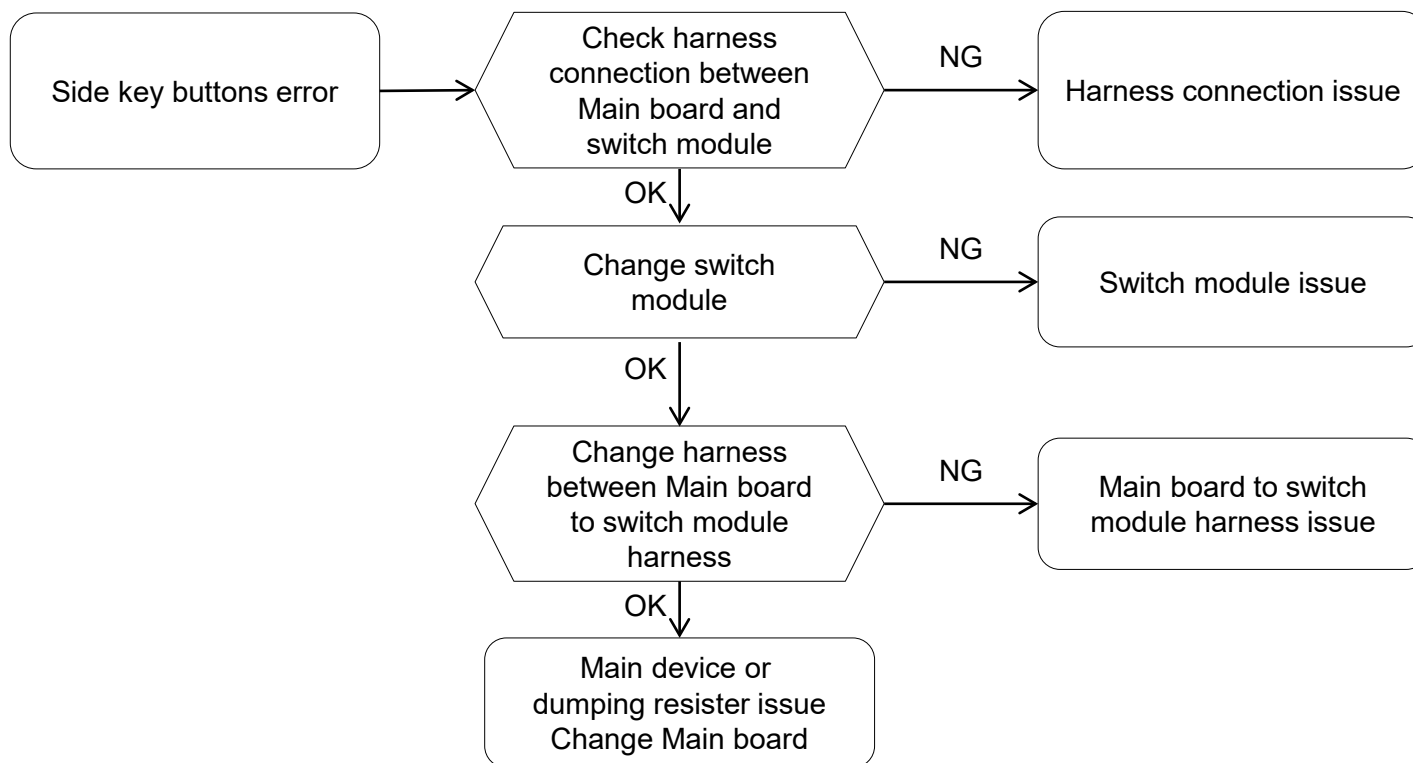 Side key buttons error
Check harness
connection between
Main board and
switch module
NG
Harness connection issue
OK
Change switch
module
NG
Switch module issue
OK
Change harness
between Main board
to switch module
harness
NG
Main board to switch
module harness issue
OK
Main device or
dumping resister issue
Change Main board